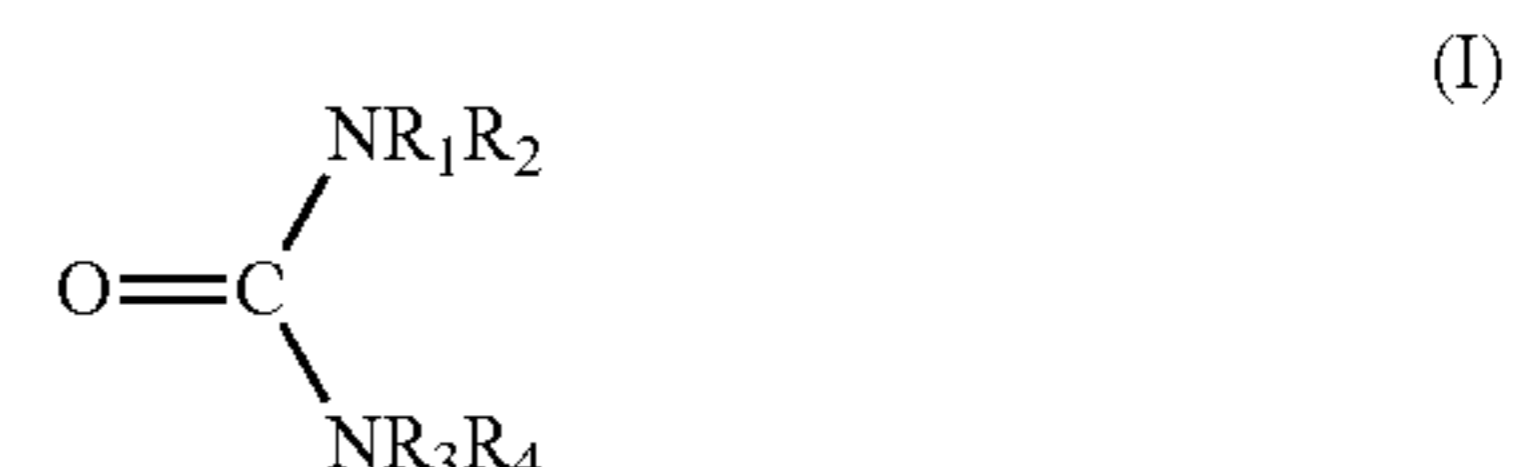 (I)
NR₁R₂
O=C
NR₃R₄